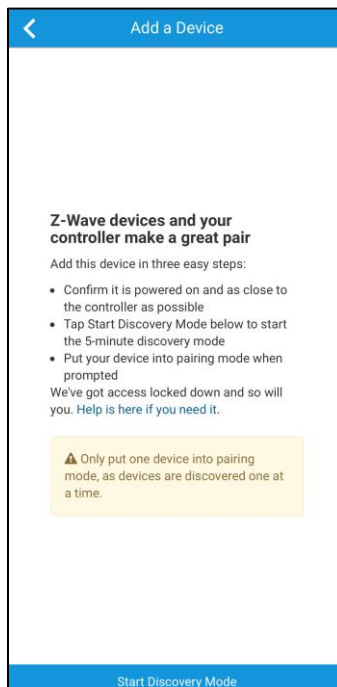 Add a Device
Z-Wave devices and your
controller make a great pair
Add this device in three easy steps:
• Confirm it is powered on and as close to
the controller as possible
• Tap Start Discovery Mode below to start
the 5-minute discovery mode
• Put your device into pairing mode when
prompted
We've got access locked down and so will
you. Help is here if you need it.
Only put one device into pairing
mode, as devices are discovered one at
a time.
Start Discovery Mode